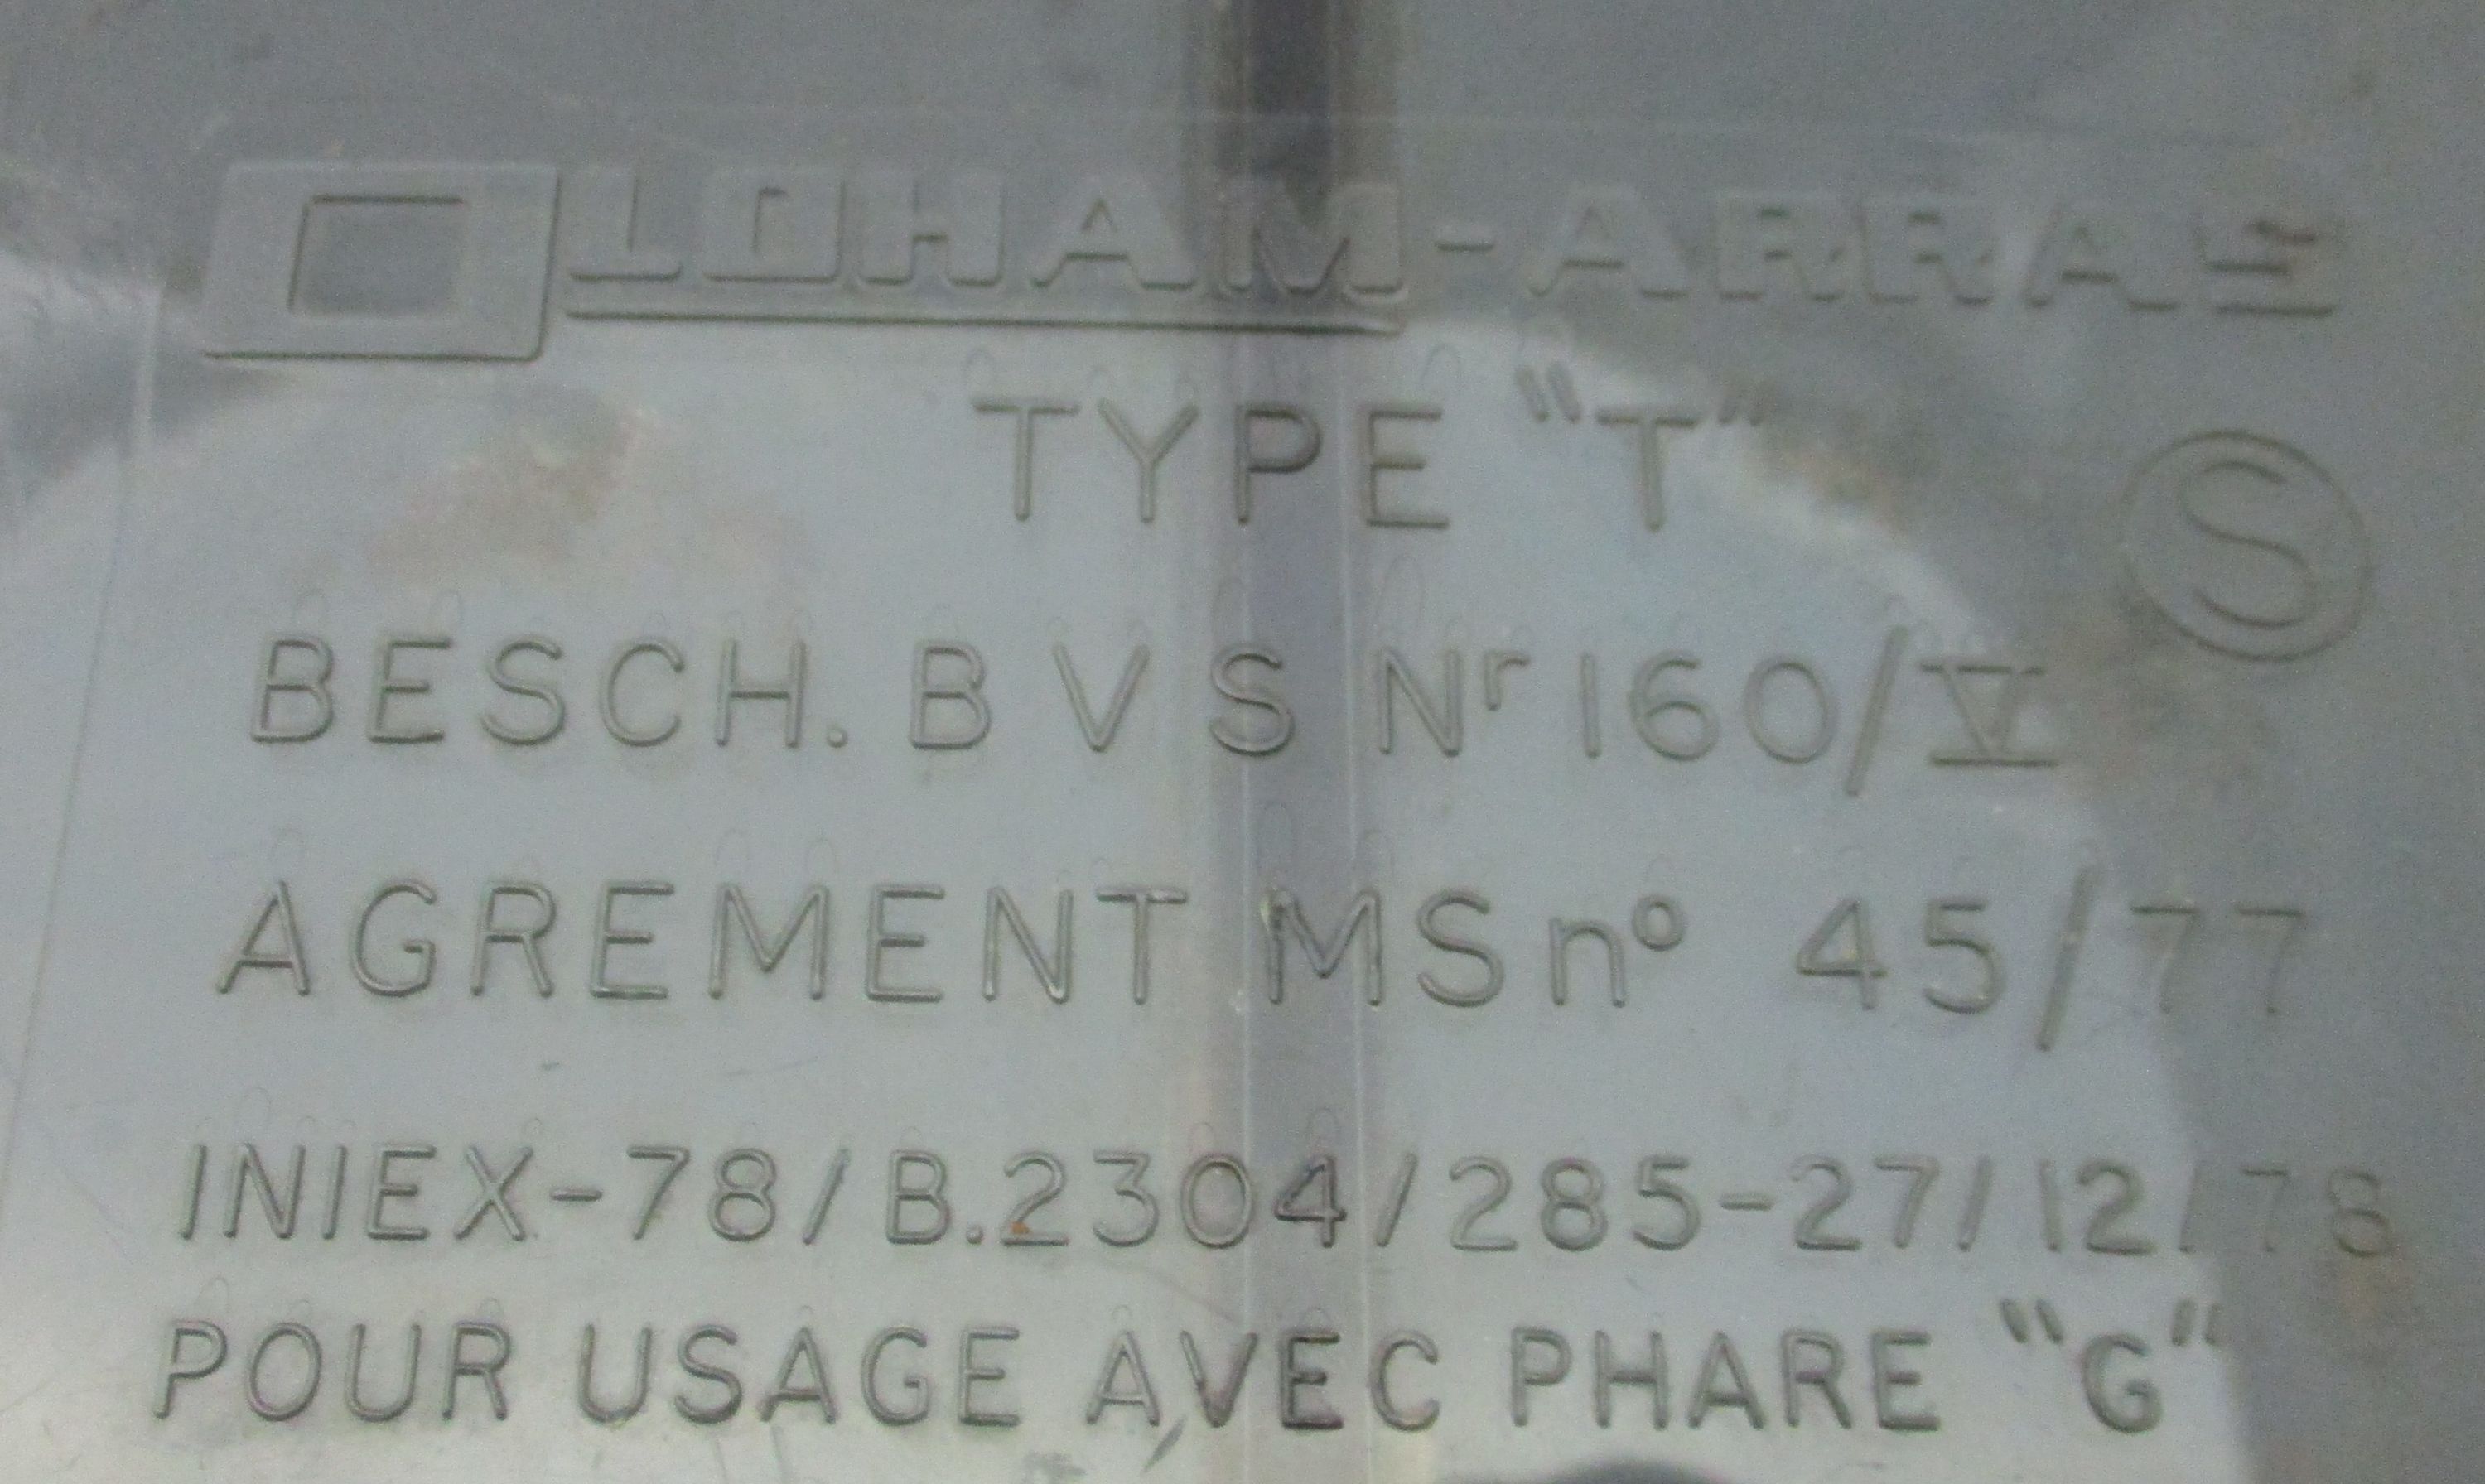 OLDHAM-ARRAS
TYPE "T"
S
BESCH. B V S Nr 160/V
AGREMENT MS nº 45/77
INIEX-78/B.2304/285-27/12/78
POUR USAGE AVEC PHARE "G"